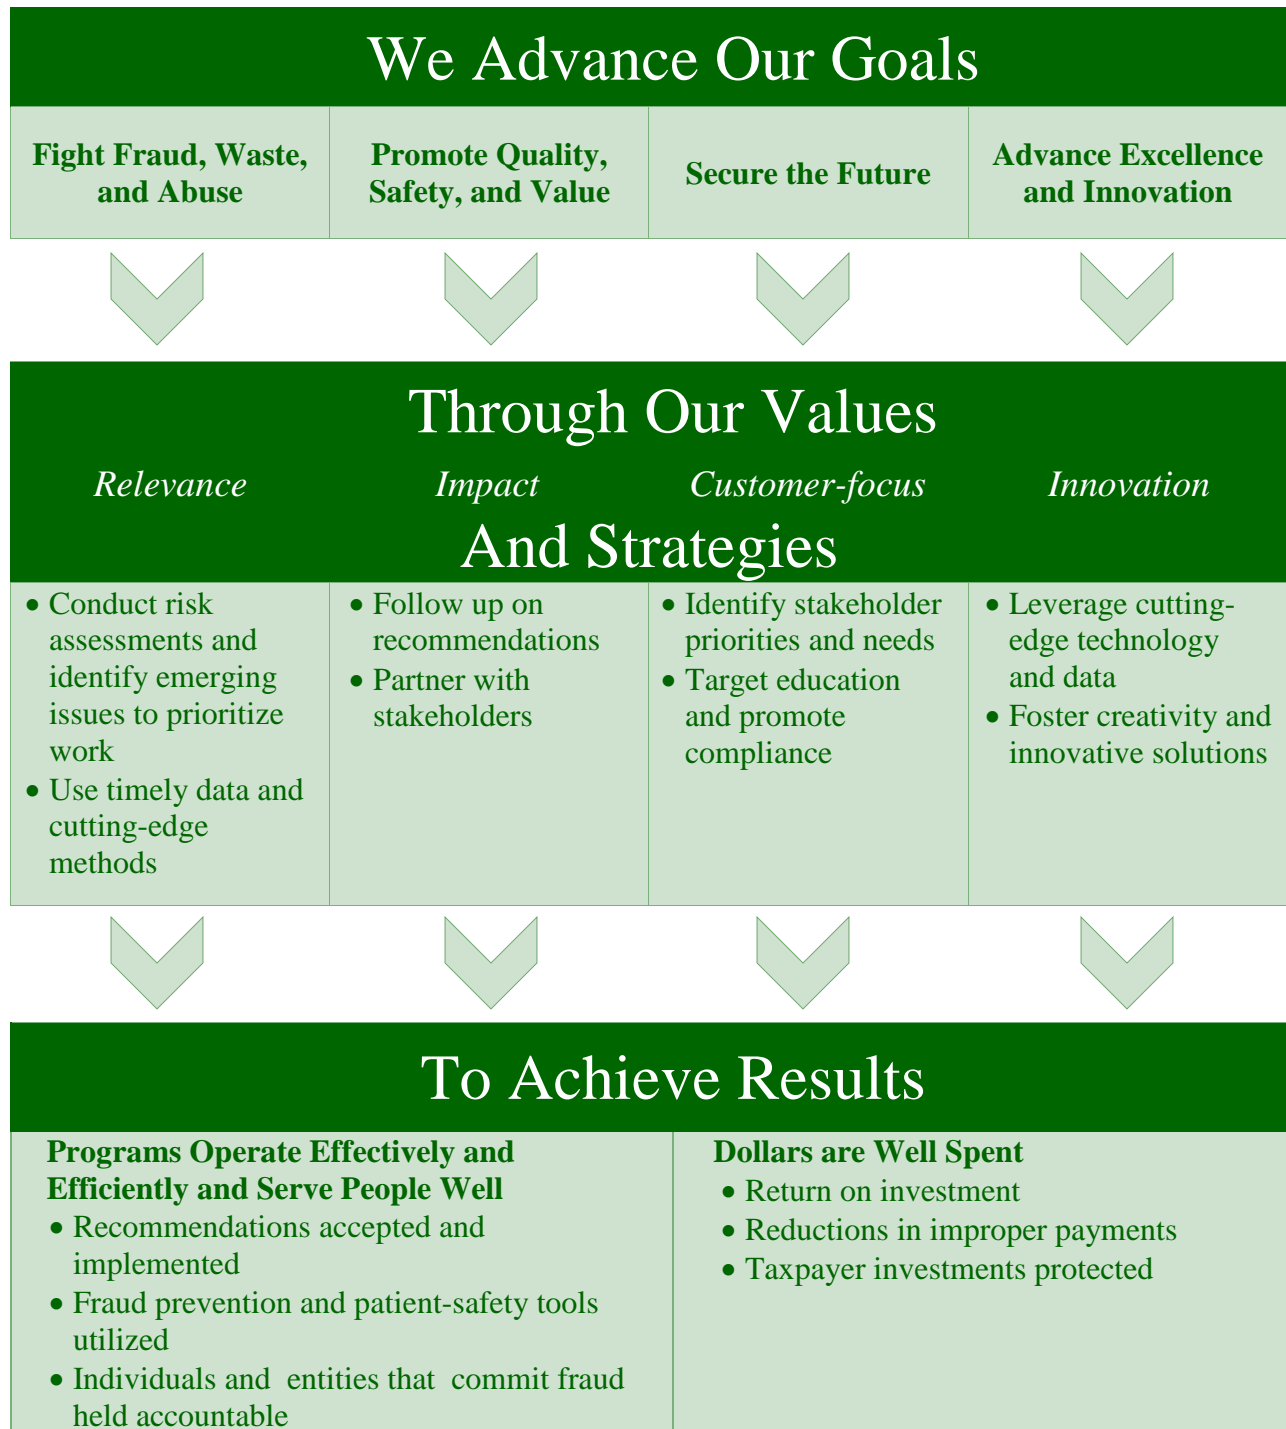 We Advance Our Goals
Fight Fraud, Waste,
and Abuse
Promote Quality,
Safety, and Value
Secure the Future
Advance Excellence
and Innovation
Through Our Values
Relevance
Impact
Customer-focus
Innovation
And Strategies
• Conduct risk
assessments and
identify emerging
issues to prioritize
work
• Use timely data and
cutting-edge
methods
• Follow up on
recommendations
• Partner with
stakeholders
• Identify stakeholder
priorities and needs
• Target education
and promote
compliance
• Leverage cutting-
edge technology
and data
• Foster creativity and
innovative solutions
To Achieve Results
Programs Operate Effectively and
Efficiently and Serve People Well
• Recommendations accepted and
implemented
• Fraud prevention and patient-safety tools
utilized
• Individuals and  entities that  commit fraud
held accountable
Dollars are Well Spent
• Return on investment
• Reductions in improper payments
• Taxpayer investments protected